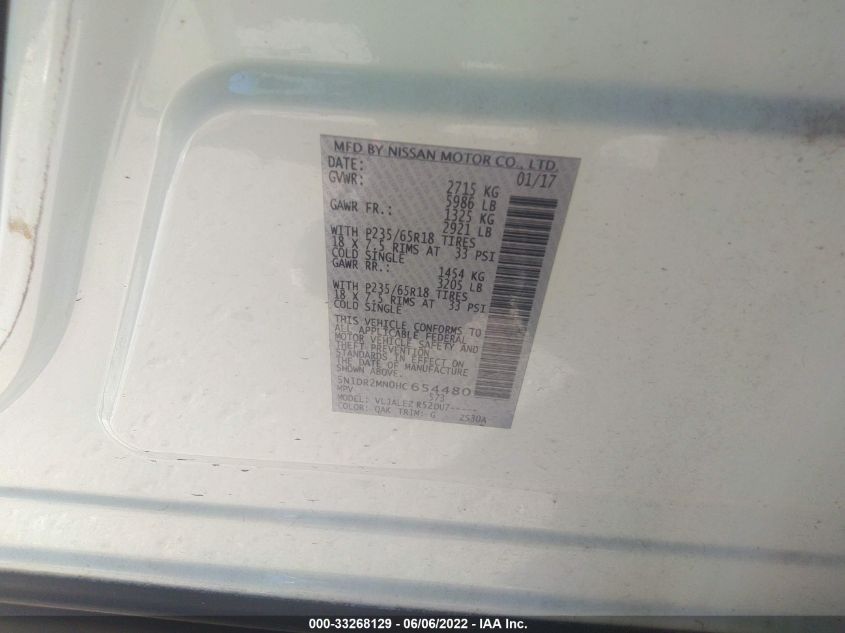 MFD BY NISSAN MOTOR CO., LTD.
DATE: 01/17
GVWR: 2715 KG
5986 LB
GAWR FR.: 1325 KG
2921 LB
WITH P235/65R18 TIRES
18 X 7.5 RIMS AT 33 PSI
COLD SINGLE
GAWR RR.: 1454 KG
3205 LB
WITH P235/65R18 TIRES
18 X 7.5 RIMS AT 33 PSI
COLD SINGLE
THIS VEHICLE CONFORMS TO
ALL APPLICABLE FEDERAL
MOTOR VEHICLE SAFETY AND
THEFT PREVENTION
STANDARDS IN EFFECT ON
THE DATE OF MANUFACTURE
SHOWN ABOVE.
5N1DR2MN0HC654480
MPV 573
MODEL: VLJALEZ R52DU7-----
COLOR: QAK TRIM: G 2580A
000-33268129 - 06/06/2022 - IAA Inc.